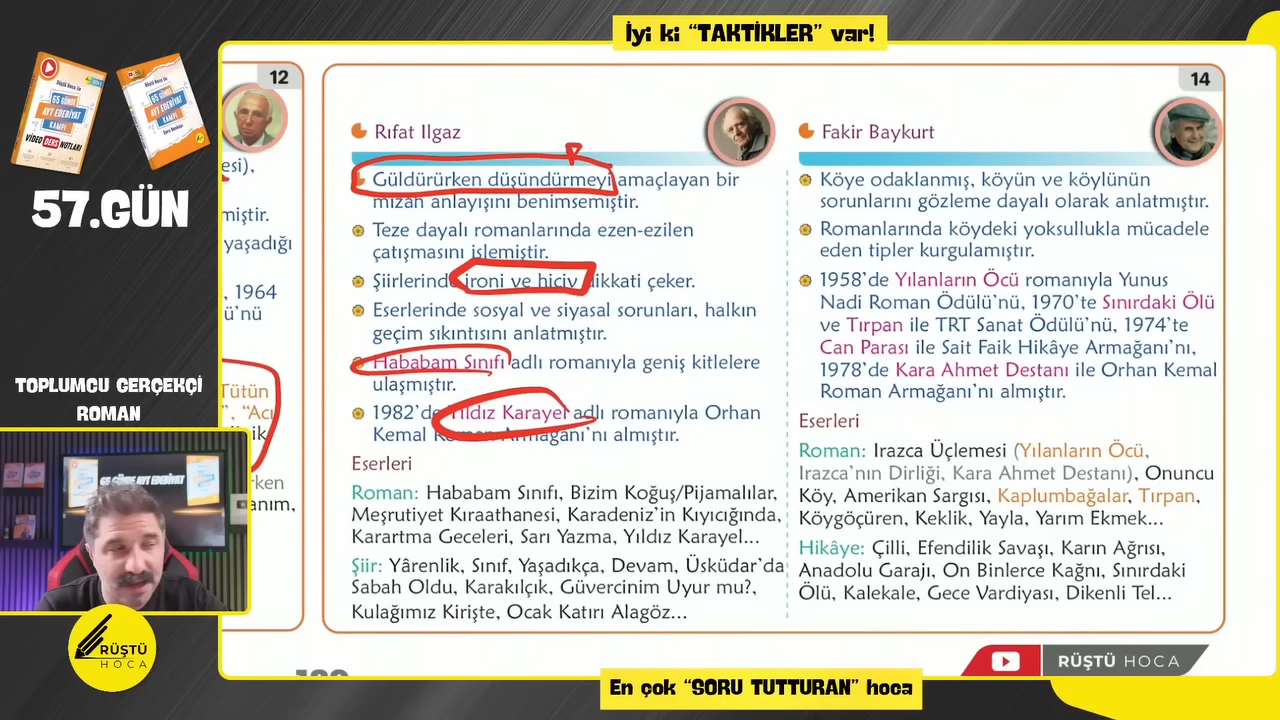 İyi ki “TAKTİKLER” var!
57.GÜN
TOPLUMCU GERÇEKÇİ
ROMAN
RÜŞTÜ
HOCA
12
esi),
miştir.
yaşadığı
, 1964
ü’nü
Tütün
”, “Acı
ik
erken
anım,
14
Rıfat Ilgaz
Güldürürken düşündürmeyi amaçlayan bir
mizah anlayışını benimsemiştir.
Teze dayalı romanlarında ezen-ezilen
çatışmasını işlemiştir.
Şiirlerinde ironi ve hiciv dikkati çeker.
Eserlerinde sosyal ve siyasal sorunları, halkın
geçim sıkıntısını anlatmıştır.
Hababam Sınıfı adlı romanıyla geniş kitlelere
ulaşmıştır.
1982’de Yıldız Karayel adlı romanıyla Orhan
Kemal Roman Armağanı’nı almıştır.
Eserleri
Roman: Hababam Sınıfı, Bizim Koğuş/Pijamalılar,
Meşrutiyet Kıraathanesi, Karadeniz’in Kıyıcığında,
Karartma Geceleri, Sarı Yazma, Yıldız Karayel...
Şiir: Yârenlik, Sınıf, Yaşadıkça, Devam, Üsküdar’da
Sabah Oldu, Karakılçık, Güvercinim Uyur mu?,
Kulağımız Kirişte, Ocak Katırı Alagöz...
Fakir Baykurt
Köye odaklanmış, köyün ve köylünün
sorunlarını gözleme dayalı olarak anlatmıştır.
Romanlarında köydeki yoksullukla mücadele
eden tipler kurgulamıştır.
1958’de Yılanların Öcü romanıyla Yunus
Nadi Roman Ödülü’nü, 1970’te Sınırdaki Ölü
ve Tırpan ile TRT Sanat Ödülü’nü, 1974’te
Can Parası ile Sait Faik Hikâye Armağanı’nı,
1978’de Kara Ahmet Destanı ile Orhan Kemal
Roman Armağanı’nı almıştır.
Eserleri
Roman: Irazca Üçlemesi (Yılanların Öcü,
Irazca’nın Dirliği, Kara Ahmet Destanı), Onuncu
Köy, Amerikan Sargısı, Kaplumbağalar, Tırpan,
Köygöçüren, Keklik, Yayla, Yarım Ekmek...
Hikâye: Çilli, Efendilik Savaşı, Karın Ağrısı,
Anadolu Garajı, On Binlerce Kağnı, Sınırdaki
Ölü, Kalekale, Gece Vardiyası, Dikenli Tel...
RÜŞTÜ HOCA
En çok “SORU TUTTURAN” hoca